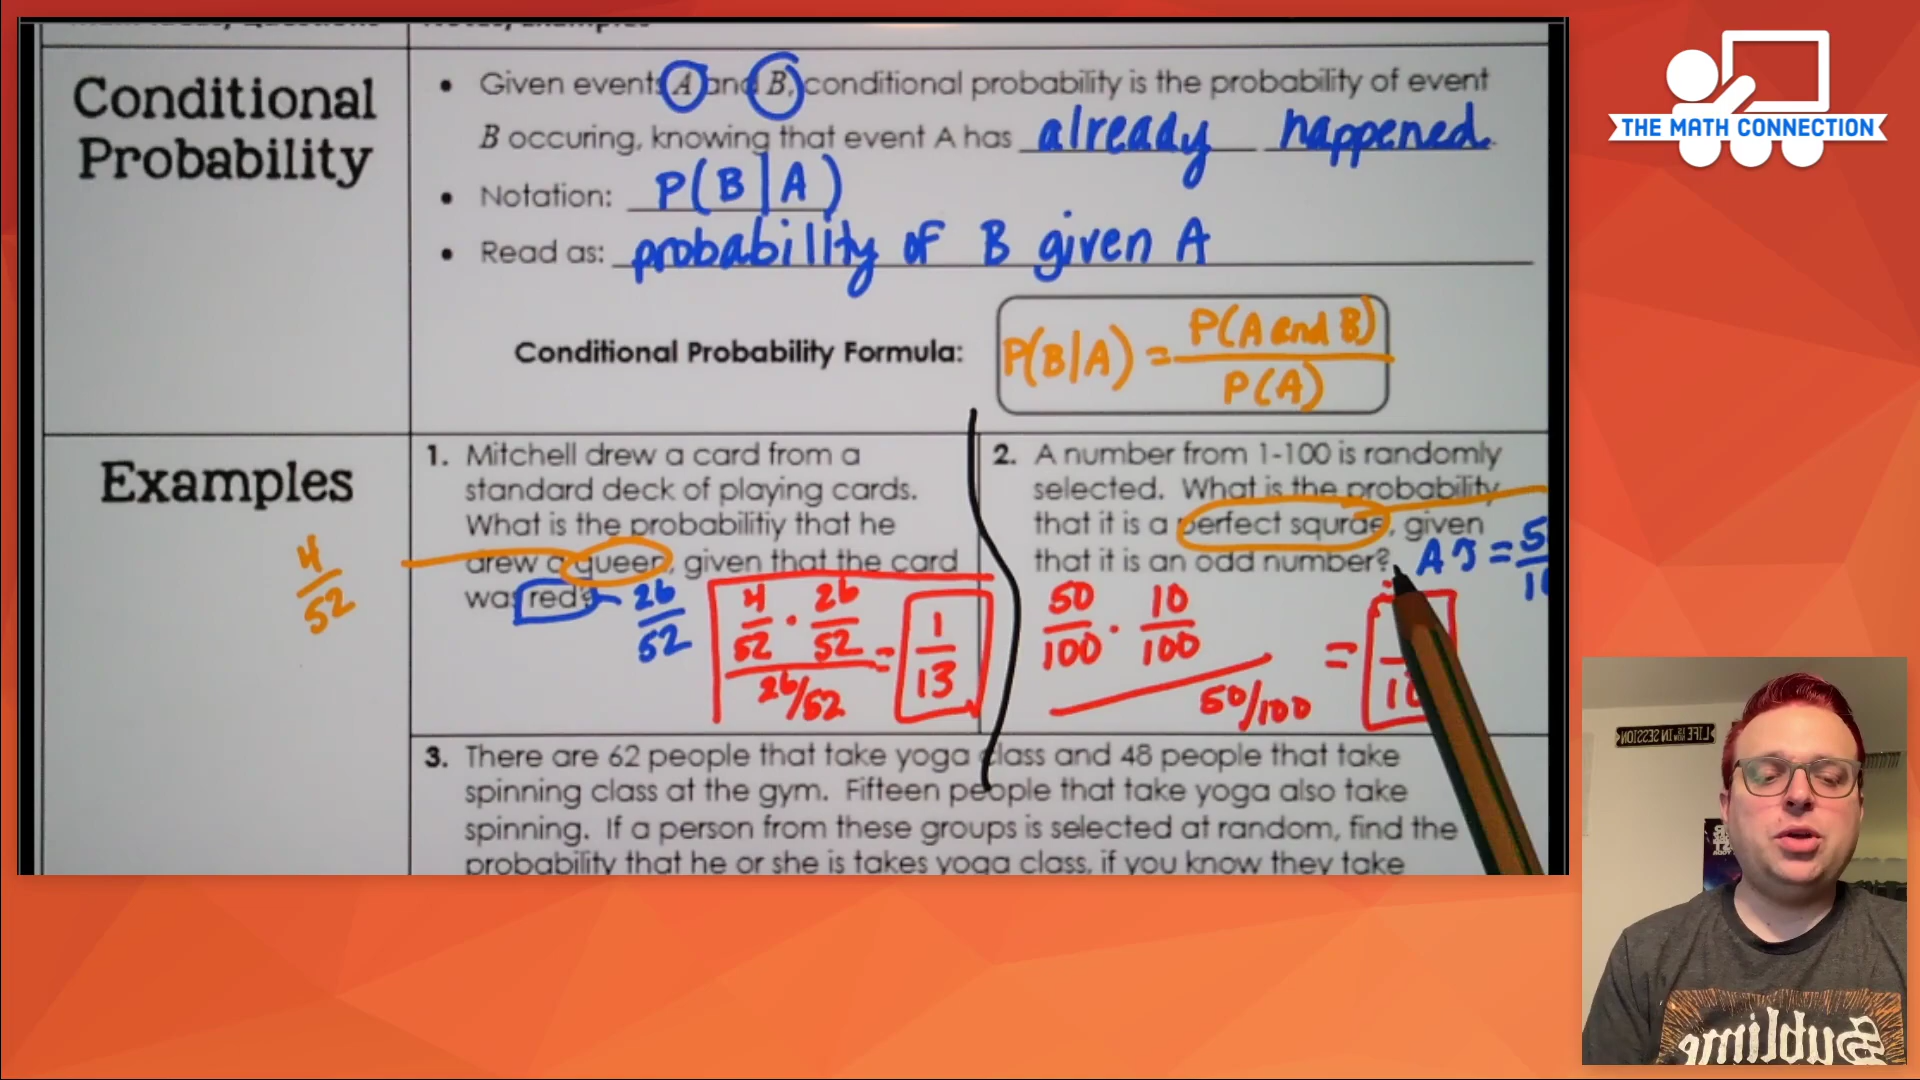 THE MATH CONNECTION
Conditional
Probability
• Given events A and B, conditional probability is the probability of event
B occuring, knowing that event A has already happened.
• Notation: P(B|A)
• Read as: probability of B given A
Conditional Probability Formula: P(B|A) = P(A and B) / P(A)
Examples
4/52
1. Mitchell drew a card from a
standard deck of playing cards.
What is the probabilitiy that he
drew a queen, given that the card
was red?
26/52
4/52 · 26/52
26/52
= 1/13
2. A number from 1-100 is randomly
selected. What is the probability
that it is a perfect squrae, given
that it is an odd number?
50/100 · 10/100
50/100
=
3. There are 62 people that take yoga class and 48 people that take
spinning class at the gym. Fifteen people that take yoga also take
spinning. If a person from these groups is selected at random, find the
probability that he or she is takes yoga class, if you know they take
LIFE IN SESSION
Sublime